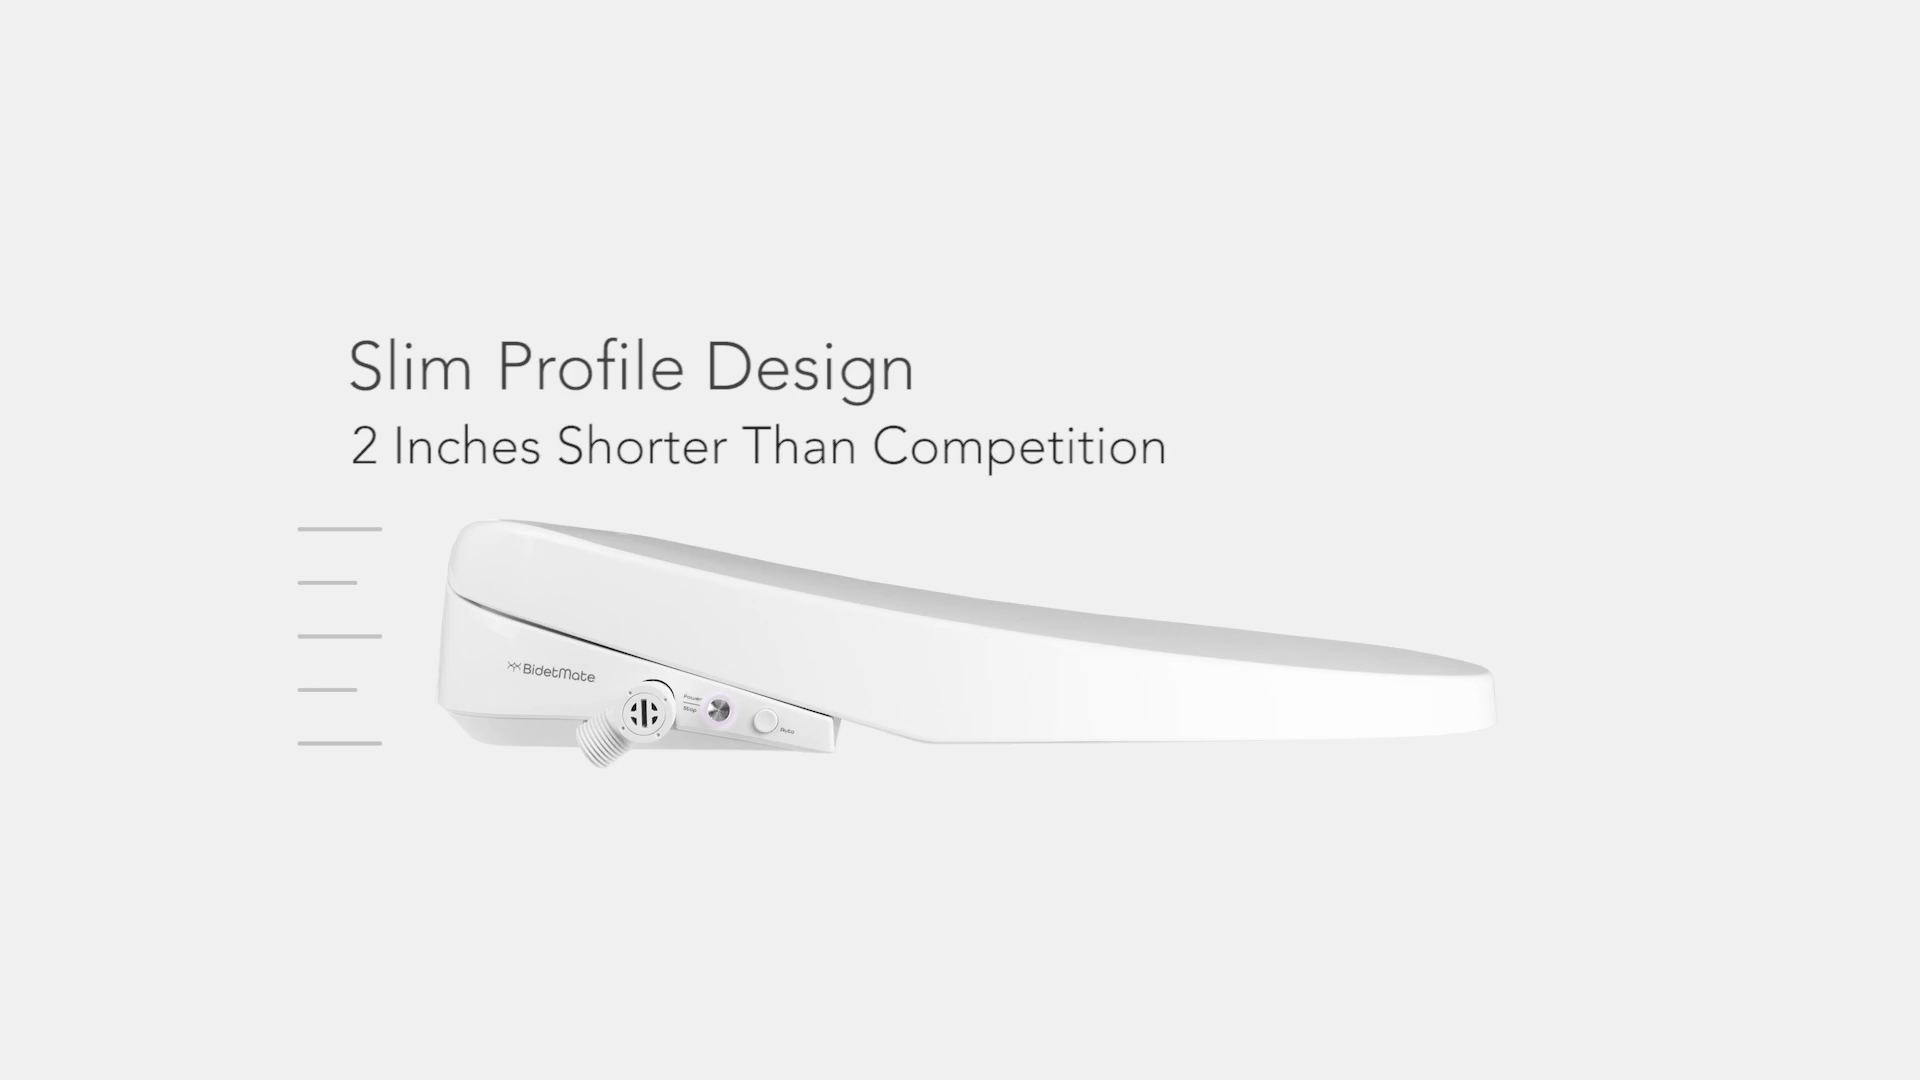 Slim Profile Design
2 Inches Shorter Than Competition
BidetMate
Power
Stop
Auto